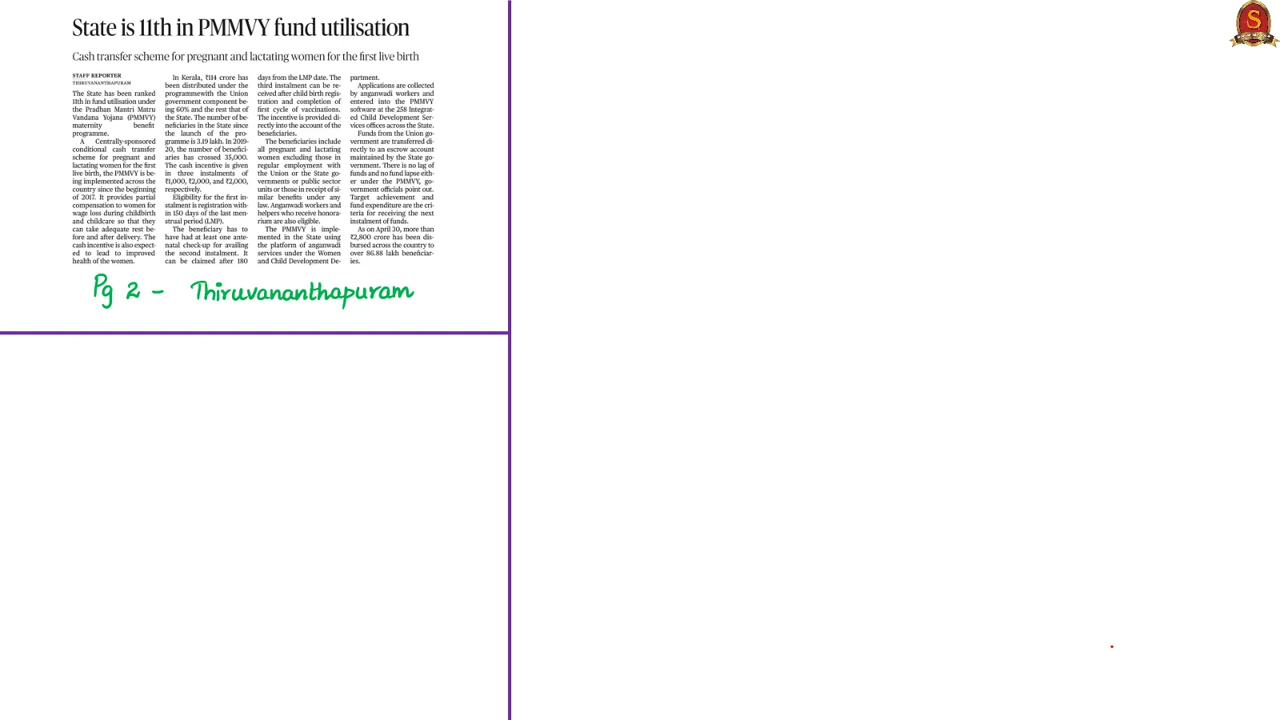 State is 11th in PMMVY fund utilisation
Cash transfer scheme for pregnant and lactating women for the first live birth
STAFF REPORTER
THIRUVANANTHAPURAM
The State has been ranked
11th in fund utilisation under
the Pradhan Mantri Matru
Vandana Yojana (PMMVY)
maternity benefit
programme.
A Centrally-sponsored
conditional cash transfer
scheme for pregnant and
lactating women for the first
live birth, the PMMVY is be-
ing implemented across the
country since the beginning
of 2017. It provides partial
compensation to women for
wage loss during childbirth
and childcare so that they
can take adequate rest be-
fore and after delivery. The
cash incentive is also expect-
ed to lead to improved
health of the women.
In Kerala, ₹114 crore has
been distributed under the
programmewith the Union
government component be-
ing 60% and the rest that of
the State. The number of be-
neficiaries in the State since
the launch of the pro-
gramme is 3.19 lakh. In 2019-
20, the number of benefici-
aries has crossed 35,000.
The cash incentive is given
in three instalments of
₹1,000, ₹2,000, and ₹2,000,
respectively.
Eligibility for the first in-
stalment is registration with-
in 150 days of the last men-
strual period (LMP).
The beneficiary has to
have had at least one ante-
natal check-up for availing
the second instalment. It
can be claimed after 180
days from the LMP date. The
third instalment can be re-
ceived after child birth regis-
tration and completion of
first cycle of vaccinations.
The incentive is provided di-
rectly into the account of the
beneficiaries.
The beneficiaries include
all pregnant and lactating
women excluding those in
regular employment with
the Union or the State go-
vernments or public sector
units or those in receipt of si-
milar benefits under any
law. Anganwadi workers and
helpers who receive honora-
rium are also eligible.
The PMMVY is imple-
mented in the State using
the platform of anganwadi
services under the Women
and Child Development De-
partment.
Applications are collected
by anganwadi workers and
entered into the PMMVY
software at the 258 Integrat-
ed Child Development Ser-
vices offices across the State.
Funds from the Union go-
vernment are transferred di-
rectly to an escrow account
maintained by the State go-
vernment. There is no lag of
funds and no fund lapse eith-
er under the PMMVY, go-
vernment officials point out.
Target achievement and
fund expenditure are the cri-
teria for receiving the next
instalment of funds.
As on April 30, more than
₹2,800 crore has been dis-
bursed across the country to
over 86.88 lakh beneficiar-
ies.
Pg 2 - Thiruvananthapuram
S